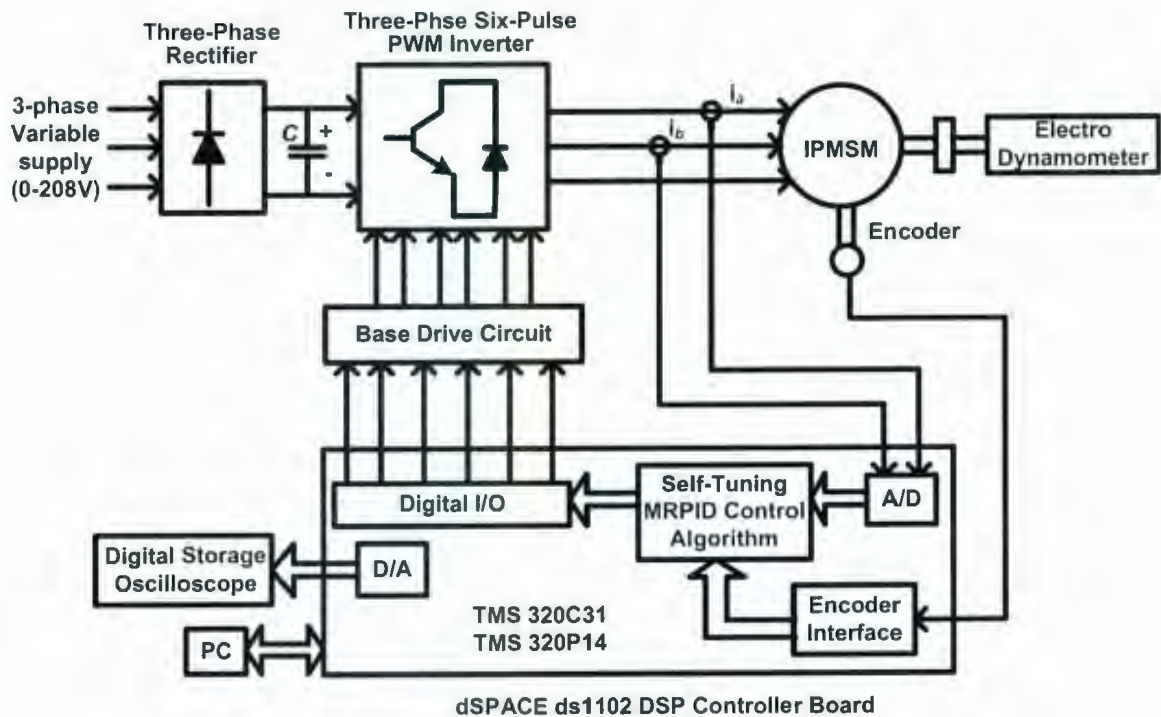 Three-Phase
Rectifier
Three-Phse Six-Pulse
PWM Inverter
3-phase
Variable
supply
(0-208V)
C
+
-
ia
ib
IPMSM
Electro
Dynamometer
Encoder
Base Drive Circuit
Digital I/O
Self-Tuning
MRPID Control
Algorithm
A/D
Digital Storage
Oscilloscope
D/A
TMS 320C31
TMS 320P14
Encoder
Interface
PC
dSPACE ds1102 DSP Controller Board